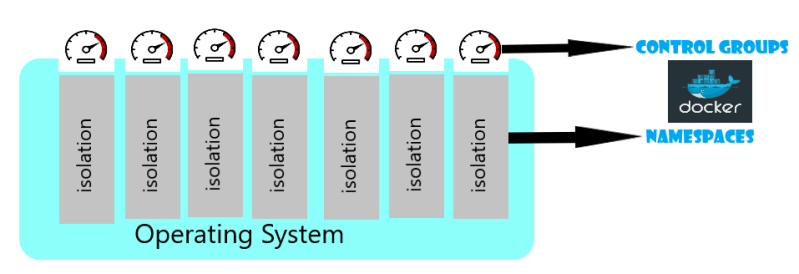 CONTROL GROUPS
docker
NAMESPACES
isolation
isolation
isolation
isolation
isolation
isolation
isolation
Operating System